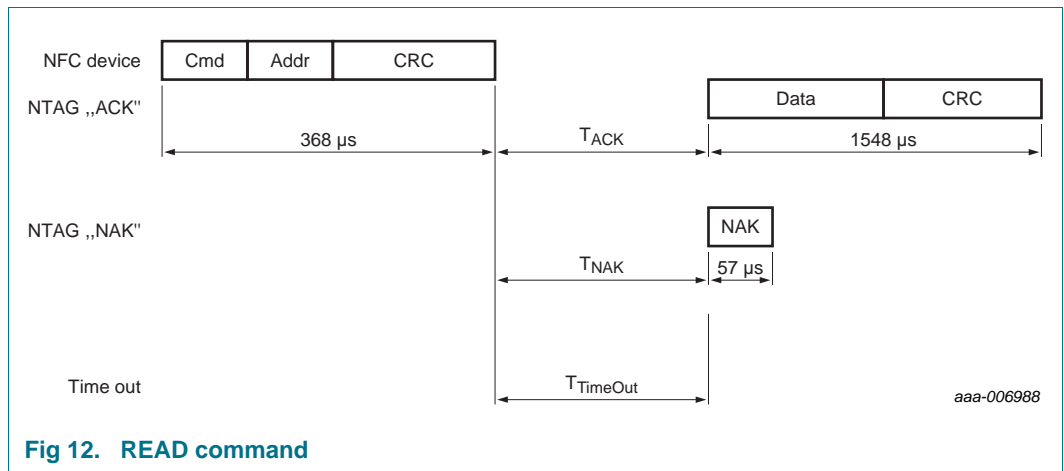 NFC device Cmd Addr CRC
NTAG ,,ACK" Data CRC
368 µs TACK 1548 µs
NTAG ,,NAK" NAK
TNAK 57 µs
Time out TTimeOut aaa-006988
Fig 12. READ command